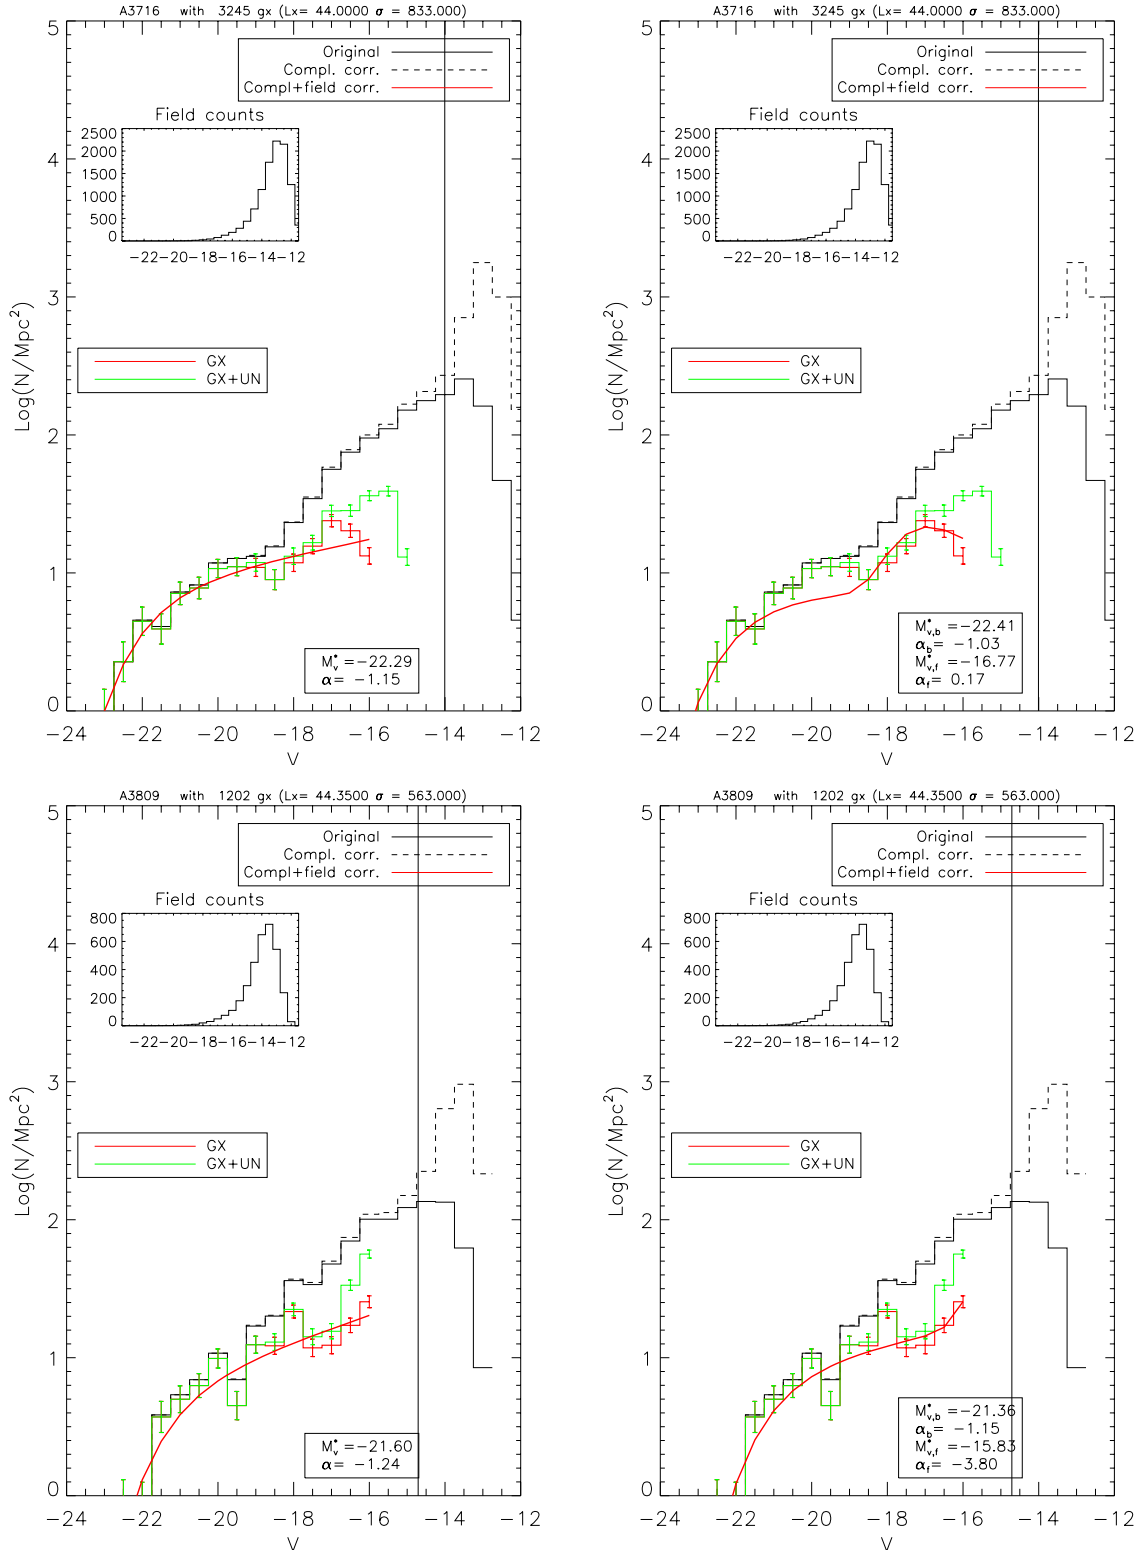 A3716 with 3245 gx (Lx= 44.0000 σ = 833.000)
Original
Compl. corr.
Compl+field corr.
Field counts
2500
2000
1500
1000
500
0
-22-20-18-16-14-12
GX
GX+UN
M*v =-22.29
α= -1.15
Log(N/Mpc²)
5
4
3
2
1
0
-24 -22 -20 -18 -16 -14 -12
V
A3716 with 3245 gx (Lx= 44.0000 σ = 833.000)
Original
Compl. corr.
Compl+field corr.
Field counts
2500
2000
1500
1000
500
0
-22-20-18-16-14-12
GX
GX+UN
M*v,b =-22.41
αb= -1.03
M*v,f =-16.77
αf= 0.17
Log(N/Mpc²)
5
4
3
2
1
0
-24 -22 -20 -18 -16 -14 -12
V
A3809 with 1202 gx (Lx= 44.3500 σ = 563.000)
Original
Compl. corr.
Compl+field corr.
Field counts
800
600
400
200
0
-22-20-18-16-14-12
GX
GX+UN
M*v =-21.60
α= -1.24
Log(N/Mpc²)
5
4
3
2
1
0
-24 -22 -20 -18 -16 -14 -12
V
A3809 with 1202 gx (Lx= 44.3500 σ = 563.000)
Original
Compl. corr.
Compl+field corr.
Field counts
800
600
400
200
0
-22-20-18-16-14-12
GX
GX+UN
M*v,b =-21.36
αb= -1.15
M*v,f =-15.83
αf= -3.80
Log(N/Mpc²)
5
4
3
2
1
0
-24 -22 -20 -18 -16 -14 -12
V